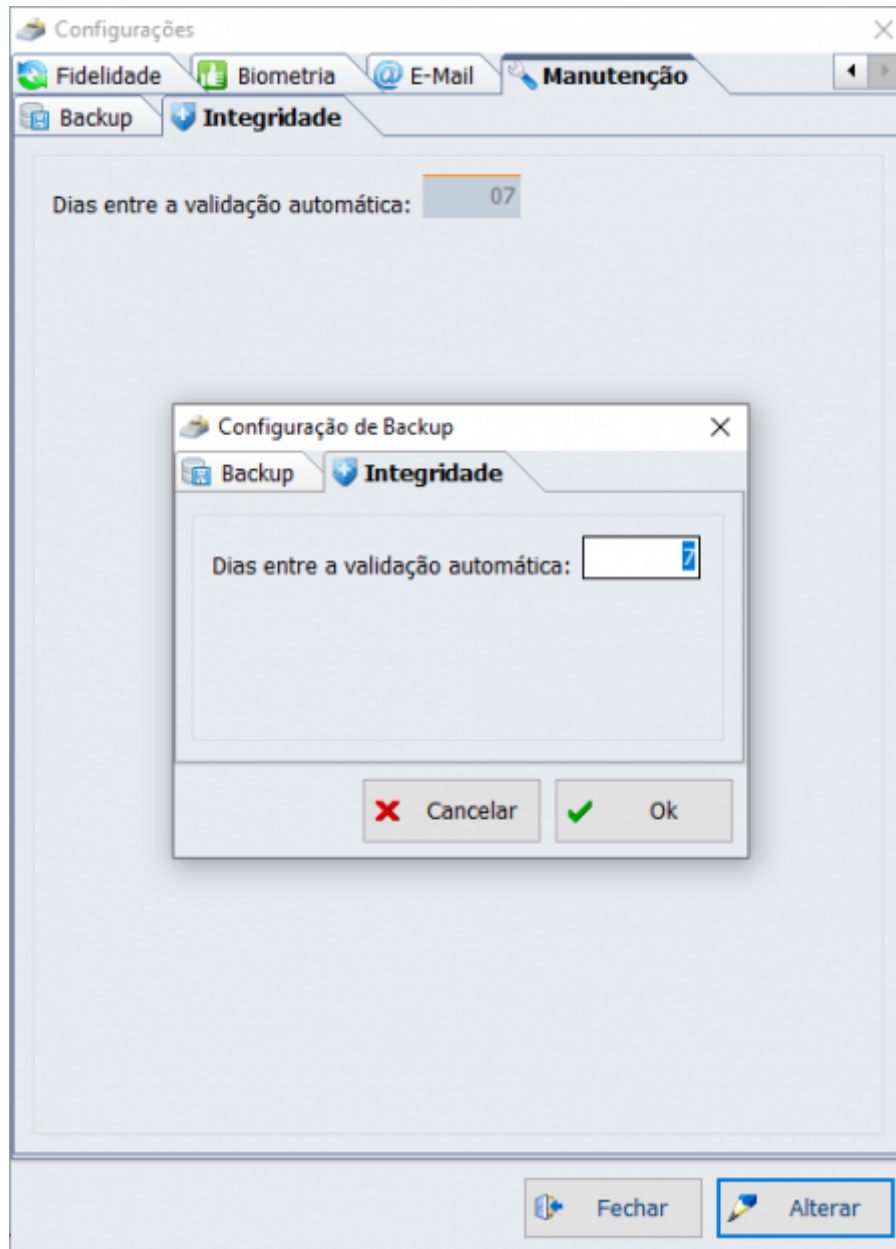 Configurações
Fidelidade Biometria @ E-Mail Manutenção
Backup Integridade
Dias entre a validação automática: 07
Configuração de Backup
Backup Integridade
Dias entre a validação automática: 7
Cancelar Ok
Fechar Alterar